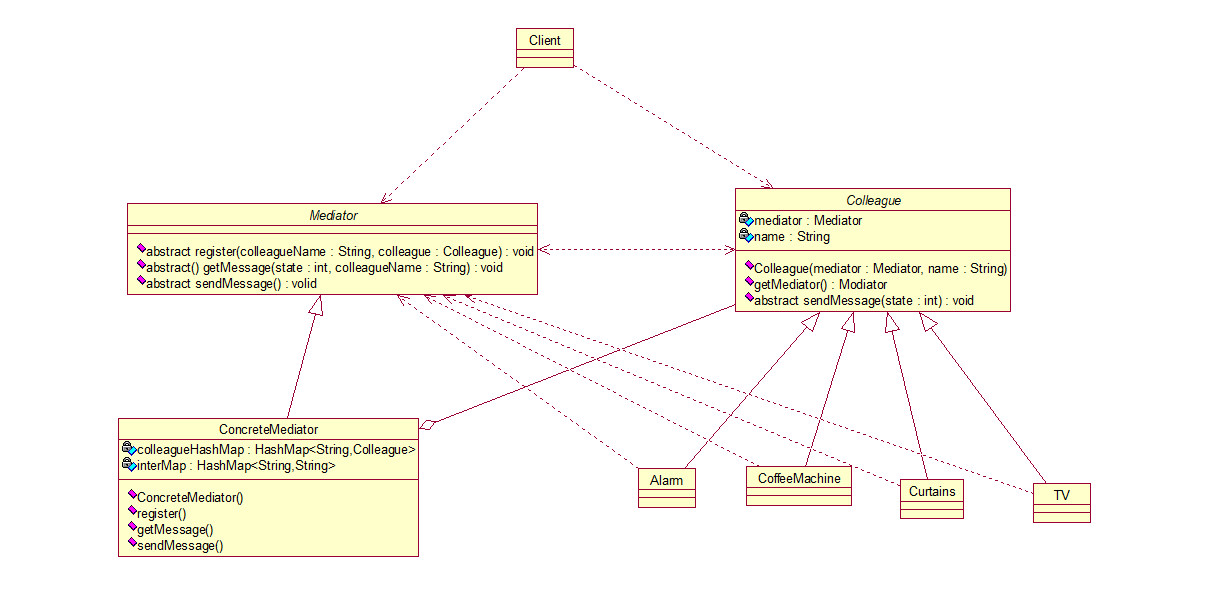 Client
Mediator
abstract register(colleagueName : String, colleague : Colleague) : void
abstract() getMessage(state : int, colleagueName : String) : void
abstract sendMessage() : volid
Colleague
mediator : Mediator
name : String
Colleague(mediator : Mediator, name : String)
getMediator() : Modiator
abstract sendMessage(state : int) : void
ConcreteMediator
colleagueHashMap : HashMap<String,Colleague>
interMap : HashMap<String,String>
ConcreteMediator()
register()
getMessage()
sendMessage()
Alarm
CoffeeMachine
Curtains
TV